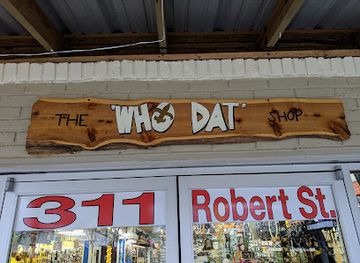 THE 'WHO DAT' SHOP
311 Robert St.